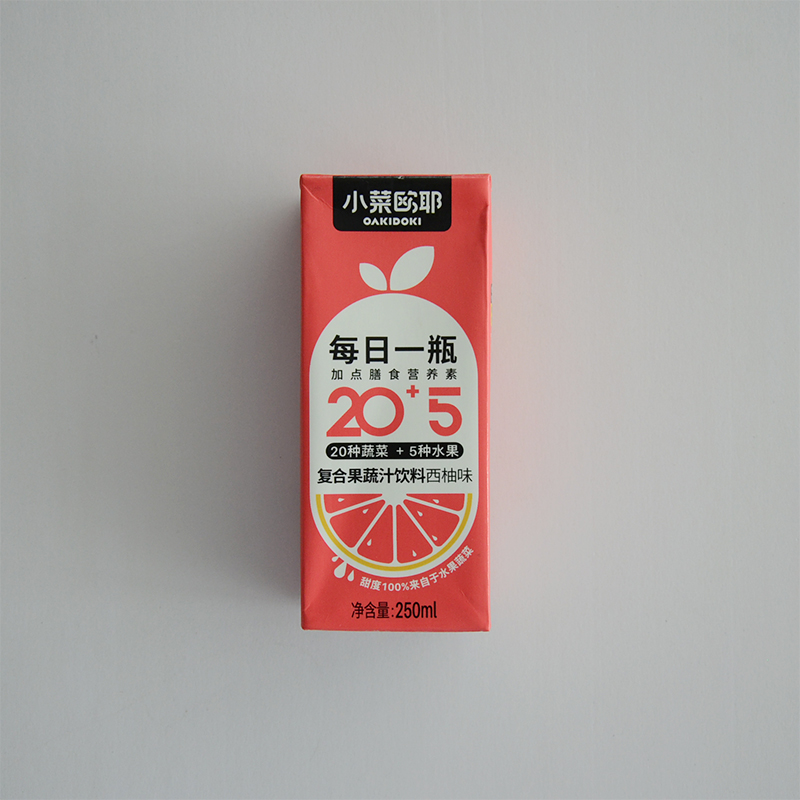 小菜欧耶
OAKIDOKI
每日一瓶
加点膳食营养素
20+5
20种蔬菜 + 5种水果
复合果蔬汁饮料西柚味
甜度100%来自于水果蔬菜
净含量:250ml